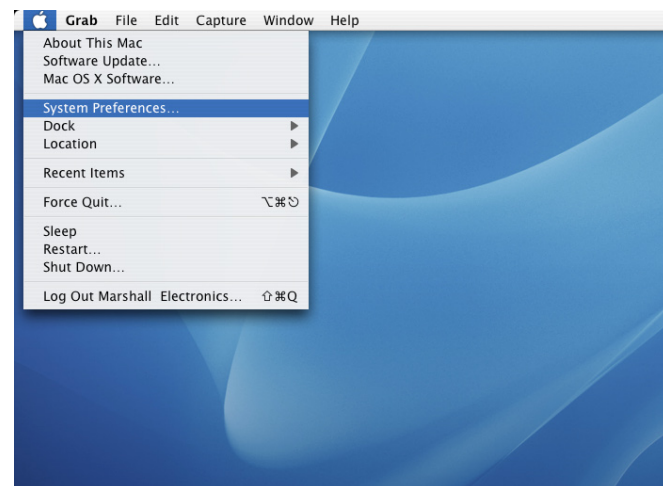 Grab File Edit Capture Window Help
About This Mac
Software Update...
Mac OS X Software...
System Preferences...
Dock
Location
Recent Items
Force Quit... ⌥⌘⎋
Sleep
Restart...
Shut Down...
Log Out Marshall Electronics... ⇧⌘Q